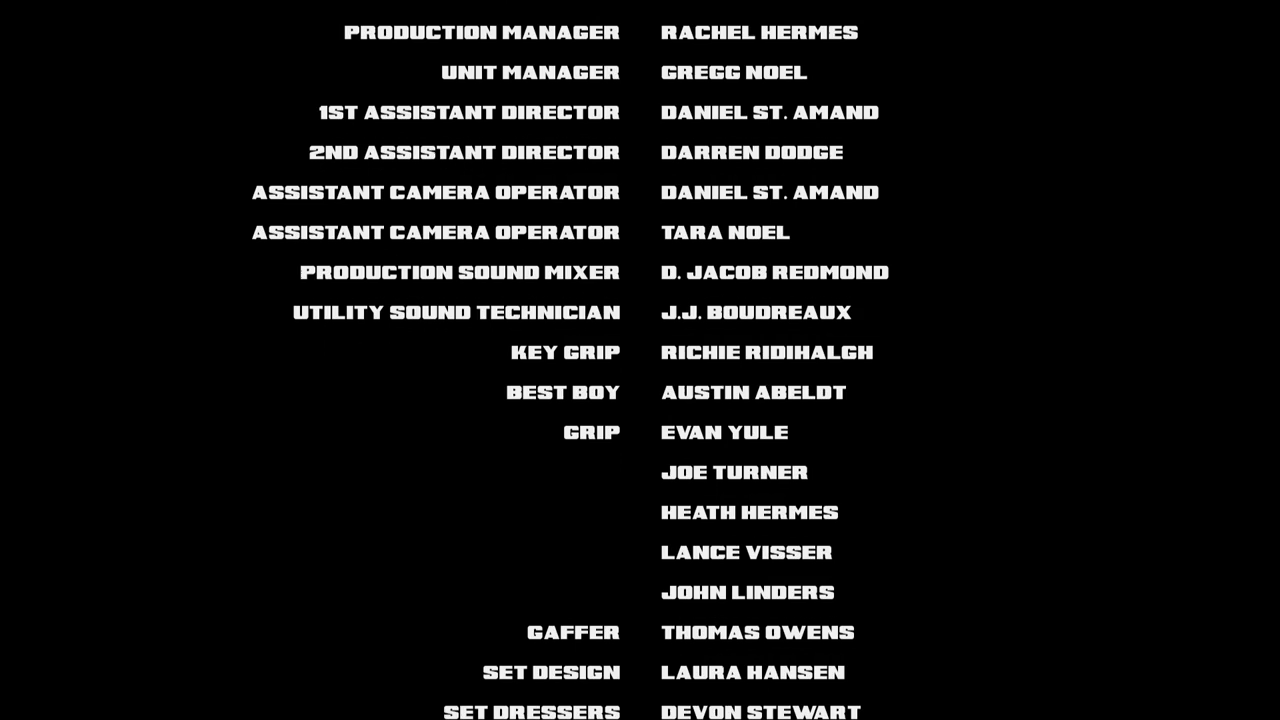 PRODUCTION MANAGER RACHEL HERMES
UNIT MANAGER GREGG NOEL
1ST ASSISTANT DIRECTOR DANIEL ST. AMAND
2ND ASSISTANT DIRECTOR DARREN DODGE
ASSISTANT CAMERA OPERATOR DANIEL ST. AMAND
ASSISTANT CAMERA OPERATOR TARA NOEL
PRODUCTION SOUND MIXER D. JACOB REDMOND
UTILITY SOUND TECHNICIAN J.J. BOUDREAUX
KEY GRIP RICHIE RIDIHALGH
BEST BOY AUSTIN ABELDT
GRIP EVAN YULE
JOE TURNER
HEATH HERMES
LANCE VISSER
JOHN LINDERS
GAFFER THOMAS OWENS
SET DESIGN LAURA HANSEN
SET DRESSERS DEVON STEWART